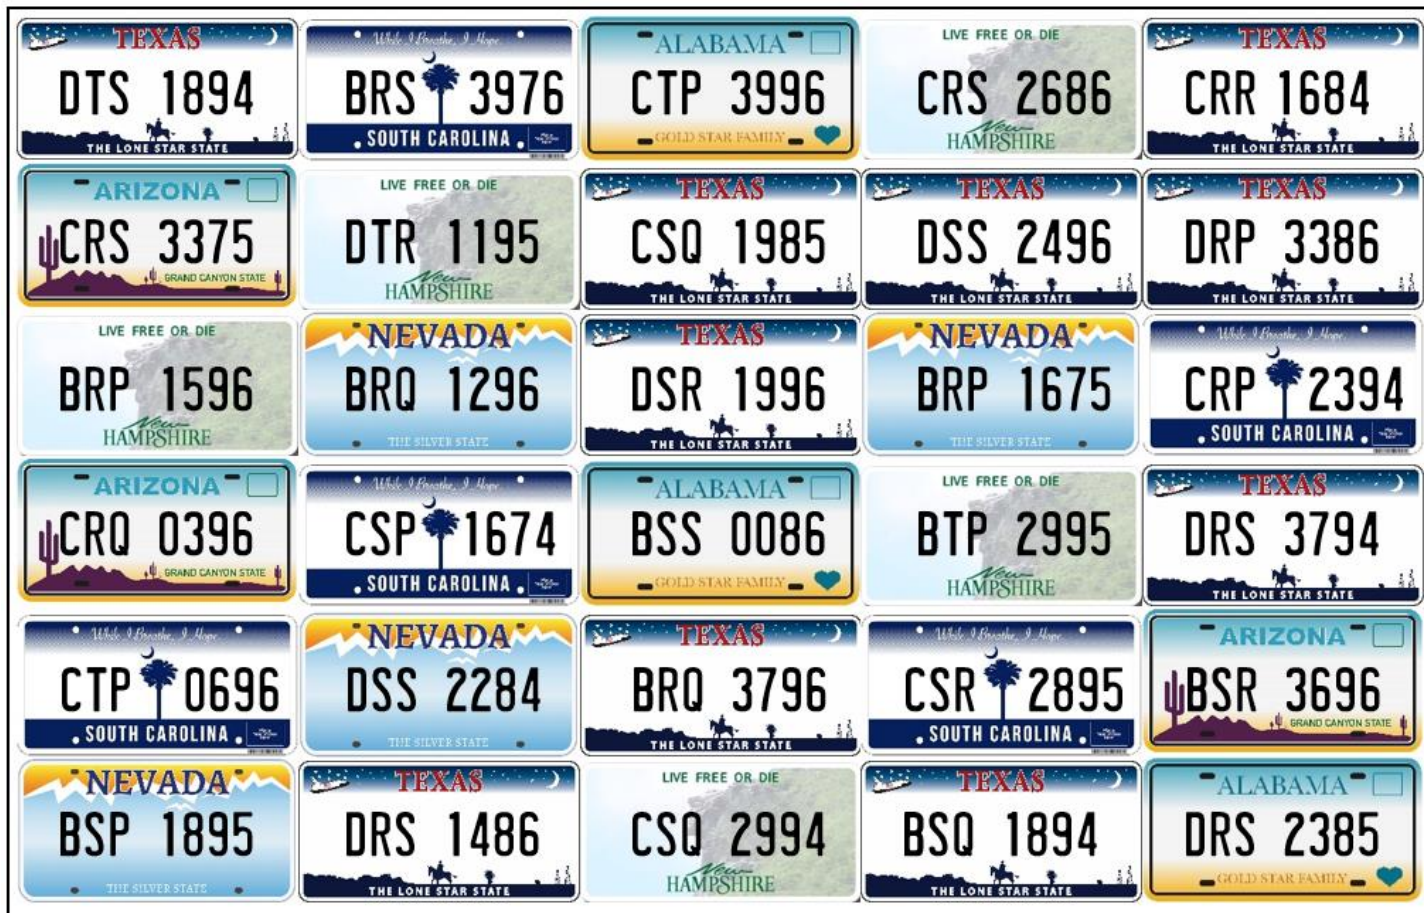 TEXAS
DTS 1894
THE LONE STAR STATE
While I Breathe, I Hope
BRS 3976
SOUTH CAROLINA
ALABAMA
CTP 3996
GOLD STAR FAMILY
LIVE FREE OR DIE
CRS 2686
New
HAMPSHIRE
TEXAS
CRR 1684
THE LONE STAR STATE
ARIZONA
CRS 3375
GRAND CANYON STATE
LIVE FREE OR DIE
DTR 1195
New
HAMPSHIRE
TEXAS
CSQ 1985
THE LONE STAR STATE
TEXAS
DSS 2496
THE LONE STAR STATE
TEXAS
DRP 3386
THE LONE STAR STATE
LIVE FREE OR DIE
BRP 1596
New
HAMPSHIRE
NEVADA
BRQ 1296
THE SILVER STATE
TEXAS
DSR 1996
THE LONE STAR STATE
NEVADA
BRP 1675
THE SILVER STATE
While I Breathe, I Hope
CRP 2394
SOUTH CAROLINA
ARIZONA
CRQ 0396
GRAND CANYON STATE
While I Breathe, I Hope
CSP 1674
SOUTH CAROLINA
ALABAMA
BSS 0086
GOLD STAR FAMILY
LIVE FREE OR DIE
BTP 2995
New
HAMPSHIRE
TEXAS
DRS 3794
THE LONE STAR STATE
While I Breathe, I Hope
CTP 0696
SOUTH CAROLINA
NEVADA
DSS 2284
THE SILVER STATE
TEXAS
BRQ 3796
THE LONE STAR STATE
While I Breathe, I Hope
CSR 2895
SOUTH CAROLINA
ARIZONA
BSR 3696
GRAND CANYON STATE
NEVADA
BSP 1895
THE SILVER STATE
TEXAS
DRS 1486
THE LONE STAR STATE
LIVE FREE OR DIE
CSQ 2994
New
HAMPSHIRE
TEXAS
BSQ 1894
THE LONE STAR STATE
ALABAMA
DRS 2385
GOLD STAR FAMILY